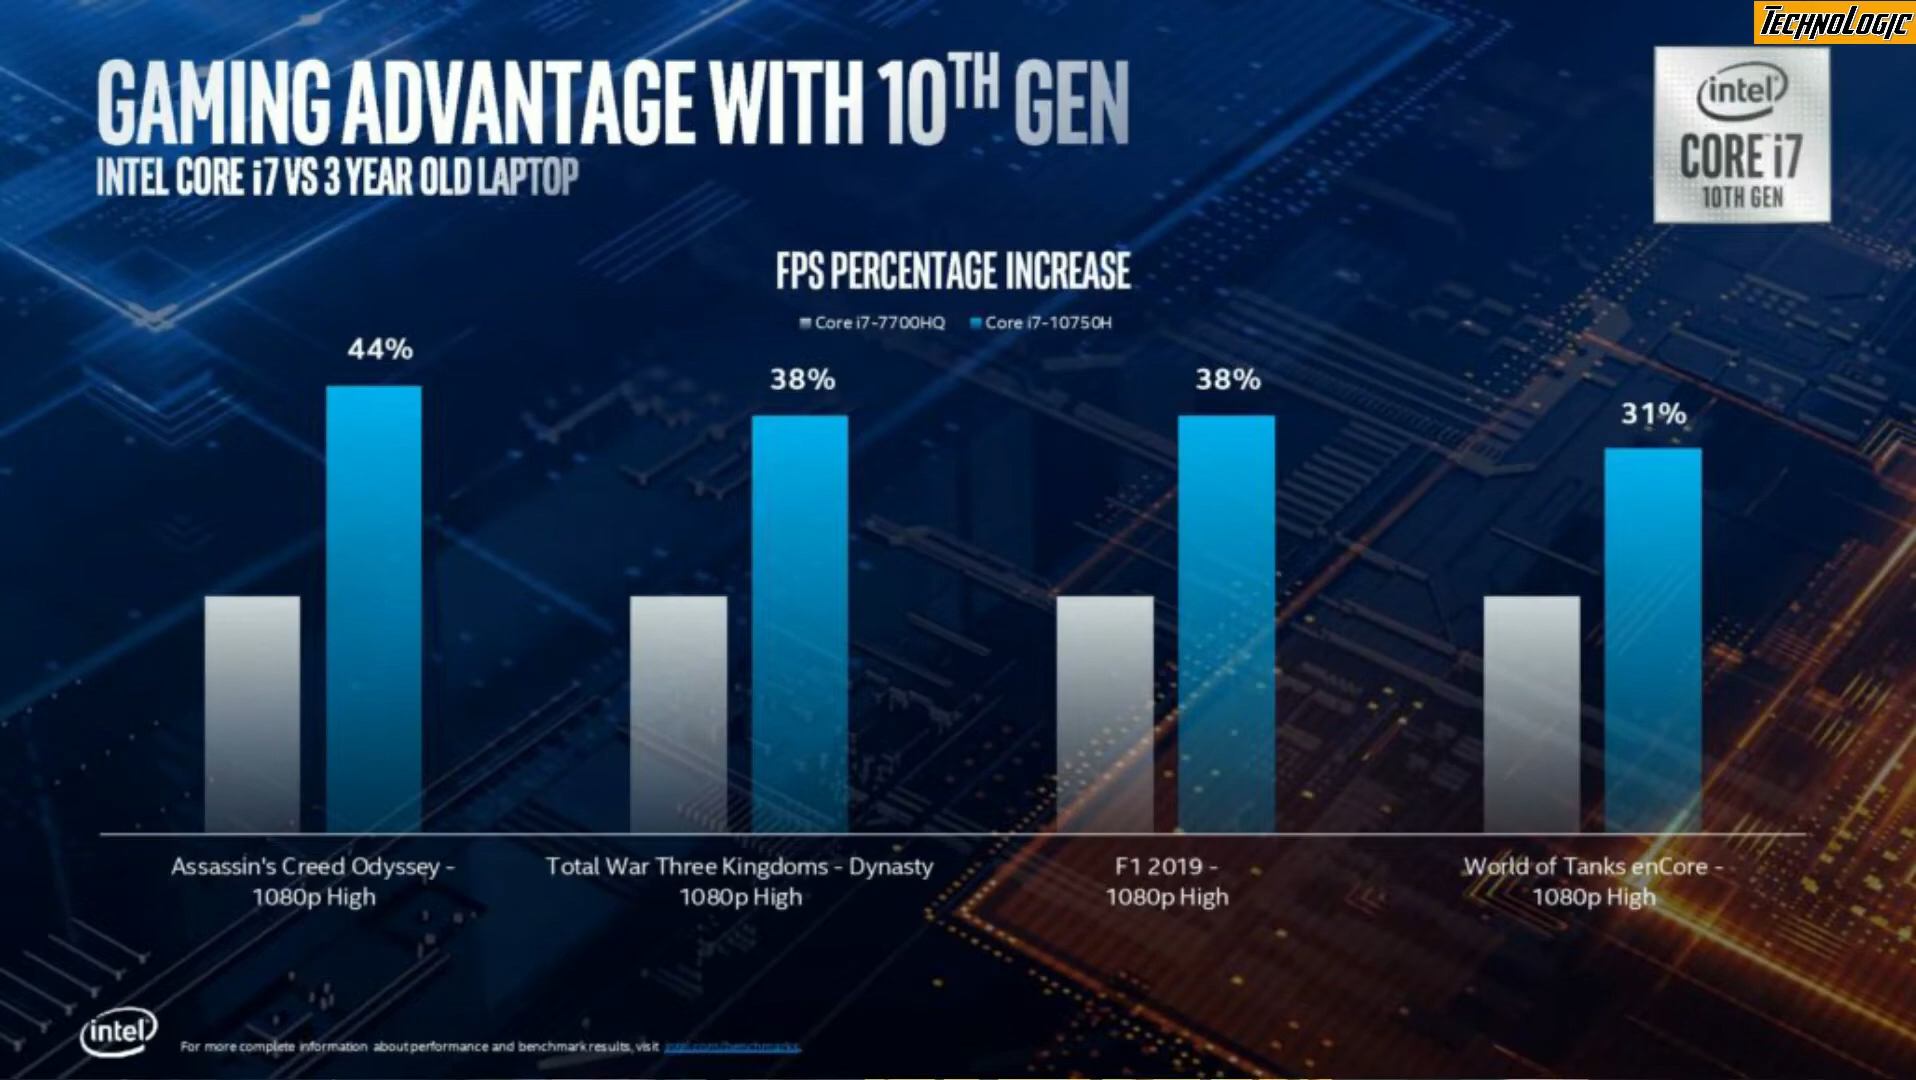 TECHNOLOGIC
GAMING ADVANTAGE WITH 10TH GEN
INTEL CORE i7 VS 3 YEAR OLD LAPTOP
intel
CORE i7
10TH GEN
FPS PERCENTAGE INCREASE
Core i7-7700HQ Core i7-10750H
44%
38%
38%
31%
Assassin's Creed Odyssey -
1080p High
Total War Three Kingdoms - Dynasty
1080p High
F1 2019 -
1080p High
World of Tanks enCore -
1080p High
intel
For more complete information about performance and benchmark results, visit intel.com/benchmarks.